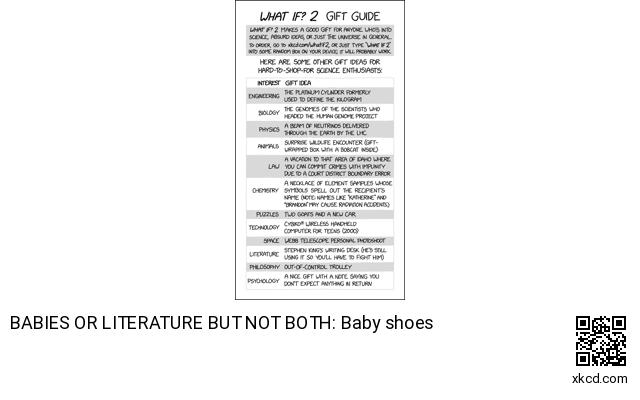 WHAT IF? 2 GIFT GUIDE
WHAT IF? 2 MAKES A GOOD GIFT FOR ANYONE WHO'S INTO
SCIENCE, ABSURD IDEAS, OR JUST THE UNIVERSE IN GENERAL.
TO ORDER, GO TO xkcd.com/whatif2, OR JUST TYPE "WHAT IF 2"
INTO SOME RANDOM BOX ON YOUR DEVICE; IT WILL PROBABLY WORK.
HERE ARE SOME OTHER GIFT IDEAS FOR
HARD-TO-SHOP-FOR SCIENCE ENTHUSIASTS:
INTEREST GIFT IDEA
ENGINEERING THE PLATINUM CYLINDER FORMERLY
USED TO DEFINE THE KILOGRAM
BIOLOGY THE GENOMES OF THE SCIENTISTS WHO
HEADED THE HUMAN GENOME PROJECT
PHYSICS A BEAM OF NEUTRINOS DELIVERED
THROUGH THE EARTH BY THE LHC
ANIMALS SURPRISE WILDLIFE ENCOUNTER (GIFT-
WRAPPED BOX WITH A BOBCAT INSIDE)
LAW A VACATION TO THAT AREA OF IDAHO WHERE
YOU CAN COMMIT CRIMES WITH IMPUNITY
DUE TO A COURT DISTRICT BOUNDARY ERROR
CHEMISTRY A NECKLACE OF ELEMENT SAMPLES WHOSE
SYMBOLS SPELL OUT THE RECIPIENT'S
NAME (NOTE: NAMES LIKE "KATHERINE" AND
"BRANDON" MAY CAUSE RADIATION ACCIDENTS)
PUZZLES TWO GOATS AND A NEW CAR
TECHNOLOGY CYBIKO® WIRELESS HANDHELD
COMPUTER FOR TEENS (2000)
SPACE WEBB TELESCOPE PERSONAL PHOTOSHOOT
LITERATURE STEPHEN KING'S WRITING DESK (HE'S STILL
USING IT SO YOU'LL HAVE TO FIGHT HIM)
PHILOSOPHY OUT-OF-CONTROL TROLLEY
PSYCHOLOGY A NICE GIFT WITH A NOTE SAYING YOU
DON'T EXPECT ANYTHING IN RETURN
BABIES OR LITERATURE BUT NOT BOTH: Baby shoes
xkcd.com